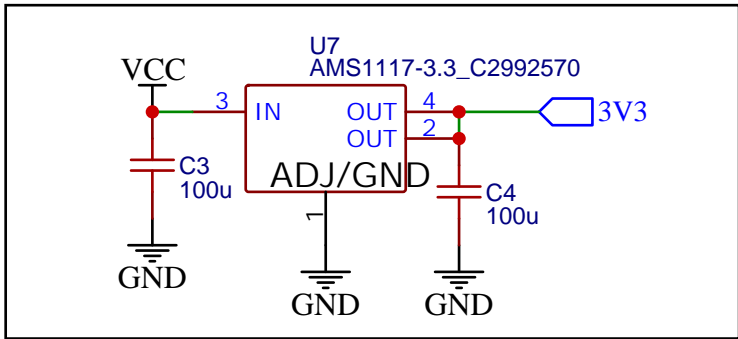 U7
AMS1117-3.3_C2992570
VCC
3
IN
OUT
4
OUT
2
3V3
C3
100u
ADJ/GND
1
C4
100u
GND
GND
GND